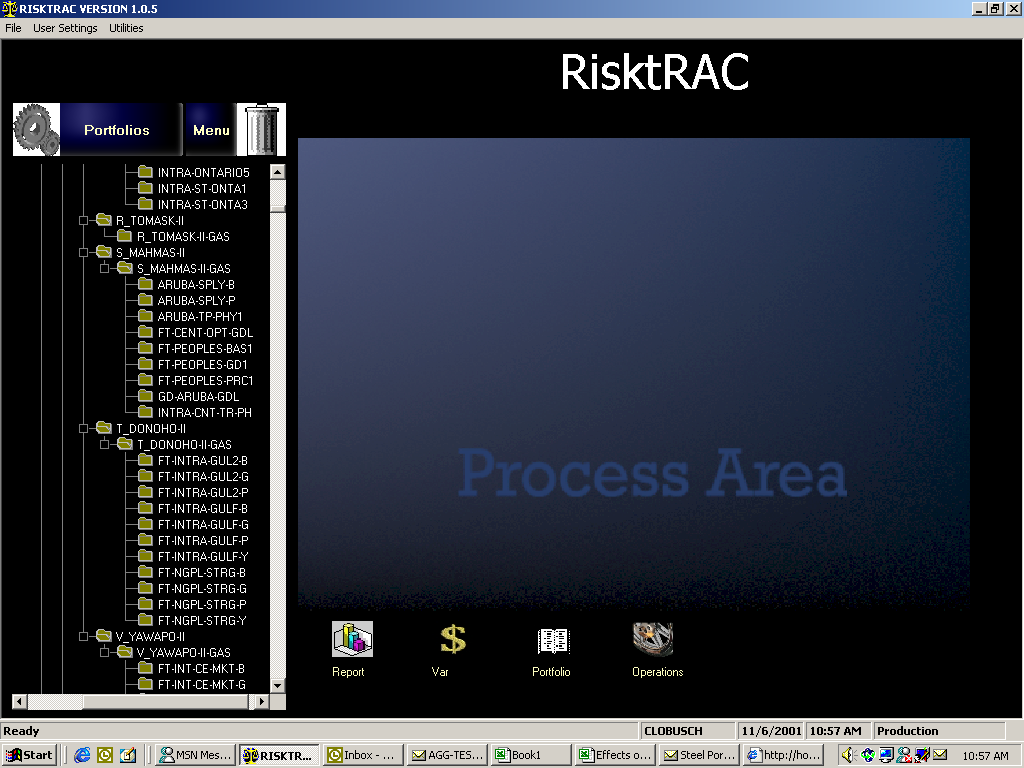 RISKTRAC VERSION 1.0.5
File User Settings Utilities
RisktRAC
Portfolios Menu
INTRA-ONTARIO5
INTRA-ST-ONTA1
INTRA-ST-ONTA3
R_TOMASK-II
R_TOMASK-II-GAS
S_MAHMAS-II
S_MAHMAS-II-GAS
ARUBA-SPLY-B
ARUBA-SPLY-P
ARUBA-TP-PHY1
FT-CENT-OPT-GDL
FT-PEOPLES-BAS1
FT-PEOPLES-GD1
FT-PEOPLES-PRC1
GD-ARUBA-GDL
INTRA-CNT-TR-PH
T_DONOHO-II
T_DONOHO-II-GAS
FT-INTRA-GUL2-B
FT-INTRA-GUL2-G
FT-INTRA-GUL2-P
FT-INTRA-GULF-B
FT-INTRA-GULF-G
FT-INTRA-GULF-P
FT-INTRA-GULF-Y
FT-NGPL-STRG-B
FT-NGPL-STRG-G
FT-NGPL-STRG-P
FT-NGPL-STRG-Y
V_YAWAPO-II
V_YAWAPO-II-GAS
FT-INT-CE-MKT-B
FT-INT-CE-MKT-G
Process Area
Report Var Portfolio Operations
Ready CLOBUSCH 11/6/2001 10:57 AM Production
Start MSN Mes... RISKTR... Inbox - ... AGG-TES... Book1 Effects o... Steel Por... http://ho... 10:57 AM